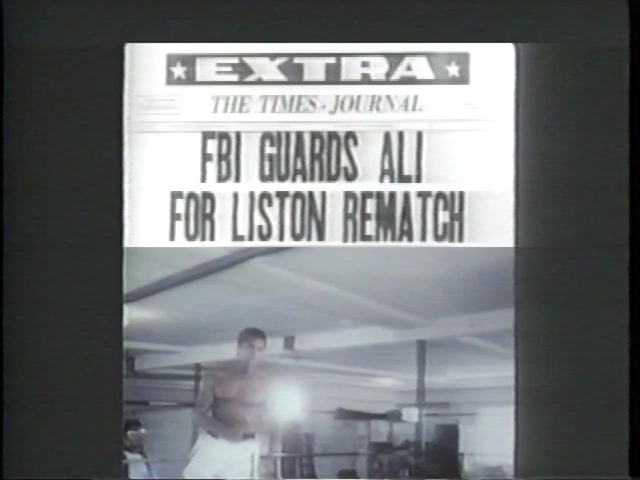 EXTRA
THE TIMES-JOURNAL
FBI GUARDS ALI
FOR LISTON REMATCH